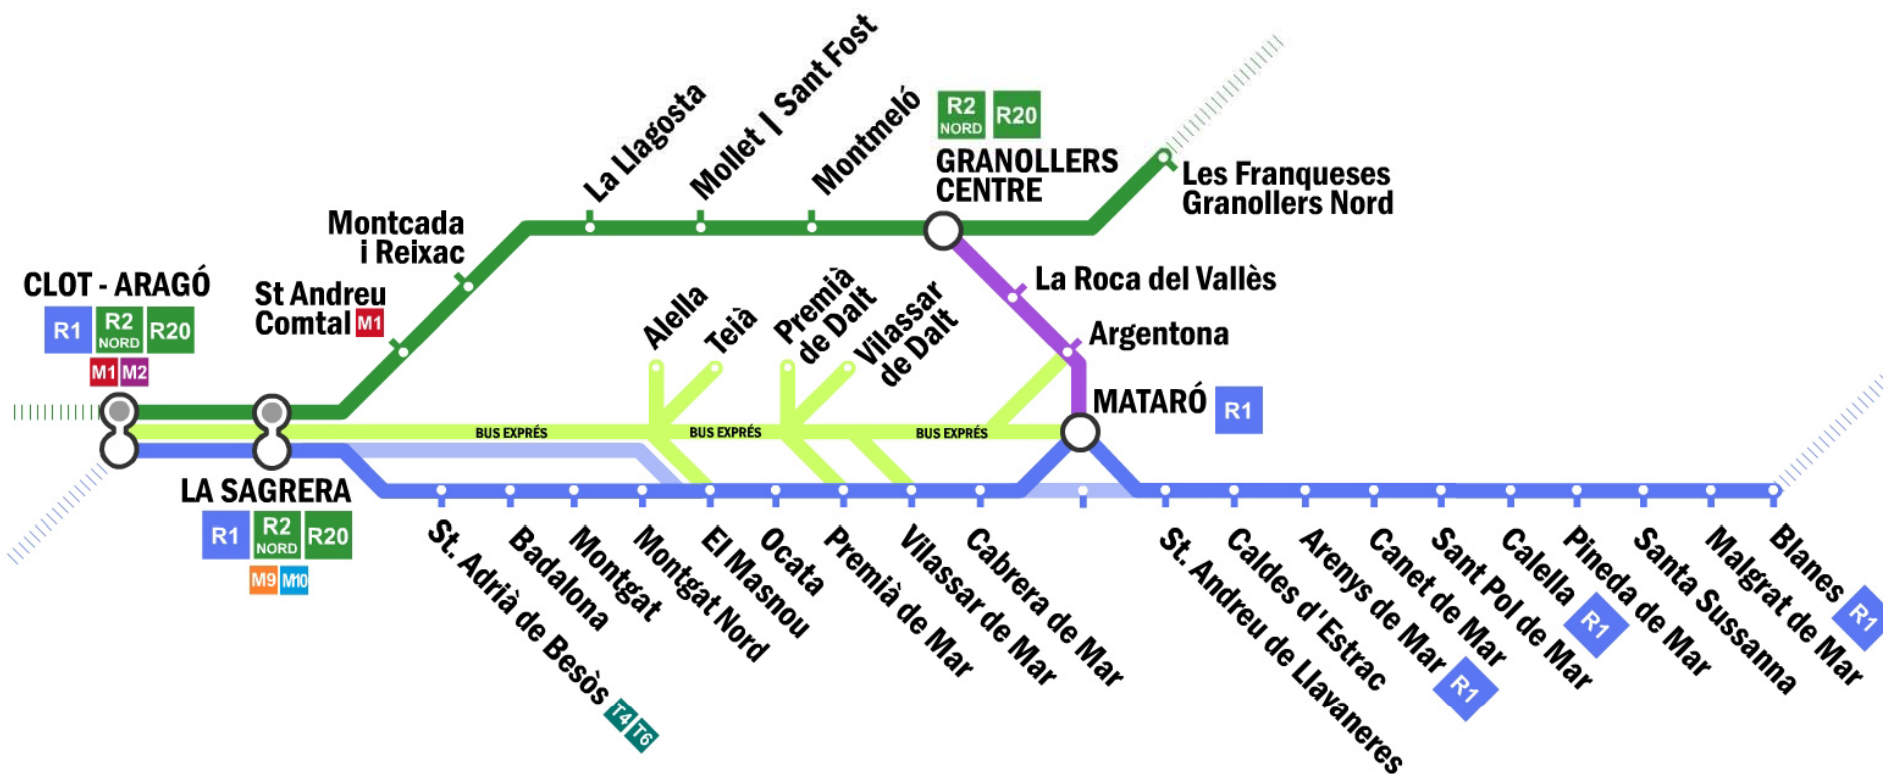 La Llagosta
Mollet | Sant Fost
Montmeló
R2
NORD
R20
GRANOLLERS
CENTRE
Les Franqueses
Granollers Nord
Montcada
i Reixac
CLOT - ARAGÓ
R1
R2
NORD
R20
M1
M2
St Andreu
Comtal
M1
Alella
Teià
Premià
de Dalt
Vilassar
de Dalt
La Roca del Vallès
Argentona
MATARÓ
R1
BUS EXPRÉS
BUS EXPRÉS
BUS EXPRÉS
LA SAGRERA
R1
R2
NORD
R20
M9
M10
St. Adrià de Besòs
T4
T6
Badalona
Montgat
Montgat Nord
El Masnou
Ocata
Premià de Mar
Vilassar de Mar
Cabrera de Mar
St. Andreu de Llavaneres
Caldes d'Estrac
Arenys de Mar
R1
Canet de Mar
Sant Pol de Mar
Calella
R1
Pineda de Mar
Santa Sussanna
Malgrat de Mar
Blanes
R1